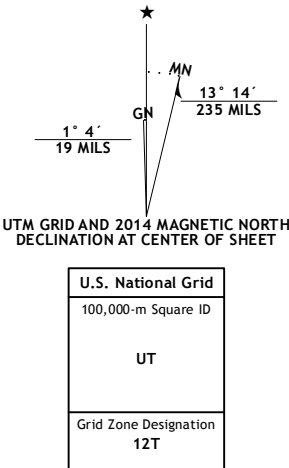 ★
MN
13° 14´
235 MILS
GN
1° 4´
19 MILS
UTM GRID AND 2014 MAGNETIC NORTH
DECLINATION AT CENTER OF SHEET
U.S. National Grid
100,000-m Square ID
UT
Grid Zone Designation
12T